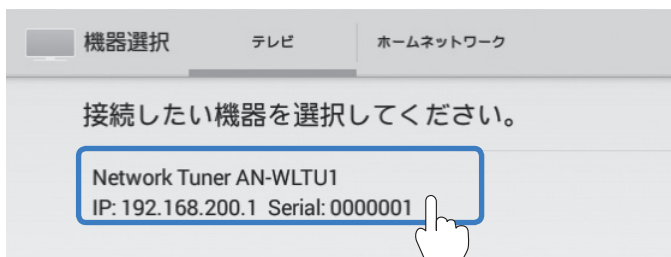 機器選択 テレビ ホームネットワーク
接続したい機器を選択してください。
Network Tuner AN-WLTU1
IP: 192.168.200.1 Serial: 0000001